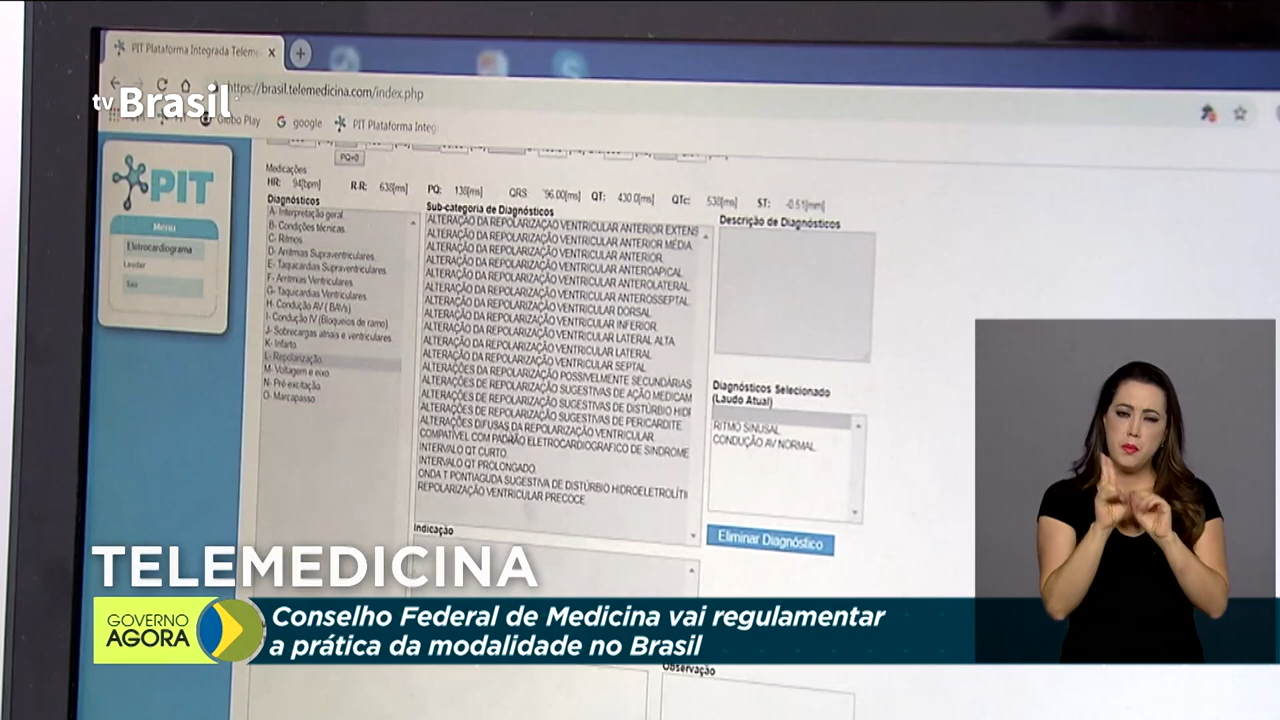 PIT Plataforma Integrada Telem
https://brasil.telemedicina.com/index.php
tv Brasil
Globo Play
google
PIT Plataforma Integ
PIT
Menu
Eletrocardiograma
Laudar
Sair
PQ=0
Medicações
HR: 94[bpm] R-R: 638[ms] PQ: 138[ms] QRS 96.00[ms] QT: 430.0[ms] QTc: 538[ms] ST: -0.51[mm]
Diagnósticos
A- Interpretação geral
B- Condições técnicas
C- Ritmos
D- Arritmias Supraventriculares
E- Taquicardias Supraventriculares
F- Arritmias Ventriculares
G- Taquicardias Ventriculares
H- Condução AV ( BAVs)
I- Condução IV (Bloqueios de ramo)
J- Sobrecargas atriais e ventriculares
K- Infarto
L- Repolarização
M- Voltagem e eixo
N- Pré-excitação
O- Marcapasso
Sub-categoria de Diagnósticos
ALTERAÇÃO DA REPOLARIZAÇÃO VENTRICULAR ANTERIOR EXTENS
ALTERAÇÃO DA REPOLARIZAÇÃO VENTRICULAR ANTERIOR MÉDIA
ALTERAÇÃO DA REPOLARIZAÇÃO VENTRICULAR ANTERIOR.
ALTERAÇÃO DA REPOLARIZAÇÃO VENTRICULAR ANTEROAPICAL
ALTERAÇÃO DA REPOLARIZAÇÃO VENTRICULAR ANTEROLATERAL
ALTERAÇÃO DA REPOLARIZAÇÃO VENTRICULAR ANTEROSSEPTAL
ALTERAÇÃO DA REPOLARIZAÇÃO VENTRICULAR DORSAL
ALTERAÇÃO DA REPOLARIZAÇÃO VENTRICULAR INFERIOR.
ALTERAÇÃO DA REPOLARIZAÇÃO VENTRICULAR LATERAL ALTA
ALTERAÇÃO DA REPOLARIZAÇÃO VENTRICULAR LATERAL
ALTERAÇÃO DA REPOLARIZAÇÃO VENTRICULAR SEPTAL
ALTERAÇÕES DA REPOLARIZAÇÃO POSSIVELMENTE SECUNDÁRIAS
ALTERAÇÕES DE REPOLARIZAÇÃO SUGESTIVAS DE AÇÃO MEDICAM
ALTERAÇÕES DE REPOLARIZAÇÃO SUGESTIVAS DE DISTÚRBIO HIDR
ALTERAÇÕES DE REPOLARIZAÇÃO SUGESTIVAS DE PERICARDITE
ALTERAÇÕES DIFUSAS DA REPOLARIZAÇÃO VENTRICULAR.
COMPATÍVEL COM PADRÃO ELETROCARDIOGRAFICO DE SINDROME
INTERVALO QT CURTO.
INTERVALO QT PROLONGADO.
ONDA T PONTIAGUDA SUGESTIVA DE DISTÚRBIO HIDROELETROLÍTI
REPOLARIZAÇÃO VENTRICULAR PRECOCE.
Descrição de Diagnósticos
Diagnósticos Selecionado
(Laudo Atual)
RITMO SINUSAL.
CONDUÇÃO AV NORMAL.
Eliminar Diagnóstico
Indicação
TELEMEDICINA
GOVERNO
AGORA
Conselho Federal de Medicina vai regulamentar
a prática da modalidade no Brasil
Observação